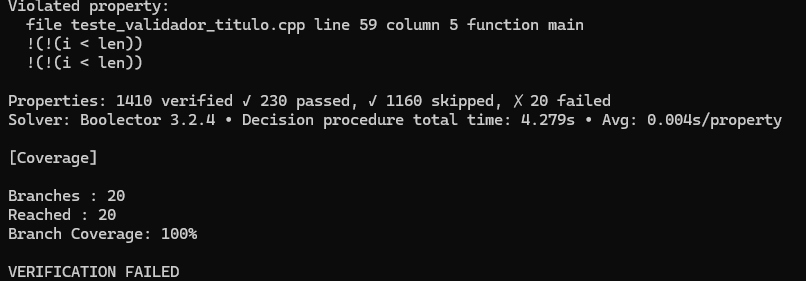 Violated property:
  file teste_validador_titulo.cpp line 59 column 5 function main
  !(!(i < len))
  !(!(i < len))
Properties: 1410 verified ✓ 230 passed, ✓ 1160 skipped, ✗ 20 failed
Solver: Boolector 3.2.4 • Decision procedure total time: 4.279s • Avg: 0.004s/property
[Coverage]
Branches : 20
Reached : 20
Branch Coverage: 100%
VERIFICATION FAILED